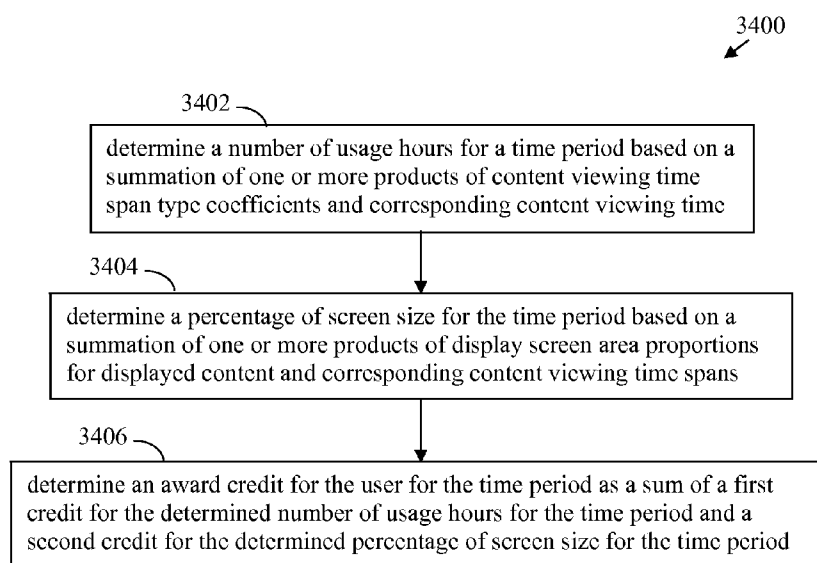 3400
3402
determine a number of usage hours for a time period based on a
summation of one or more products of content viewing time
span type coefficients and corresponding content viewing time
3404
determine a percentage of screen size for the time period based on a
summation of one or more products of display screen area proportions
for displayed content and corresponding content viewing time spans
3406
determine an award credit for the user for the time period as a sum of a first
credit for the determined number of usage hours for the time period and a
second credit for the determined percentage of screen size for the time period